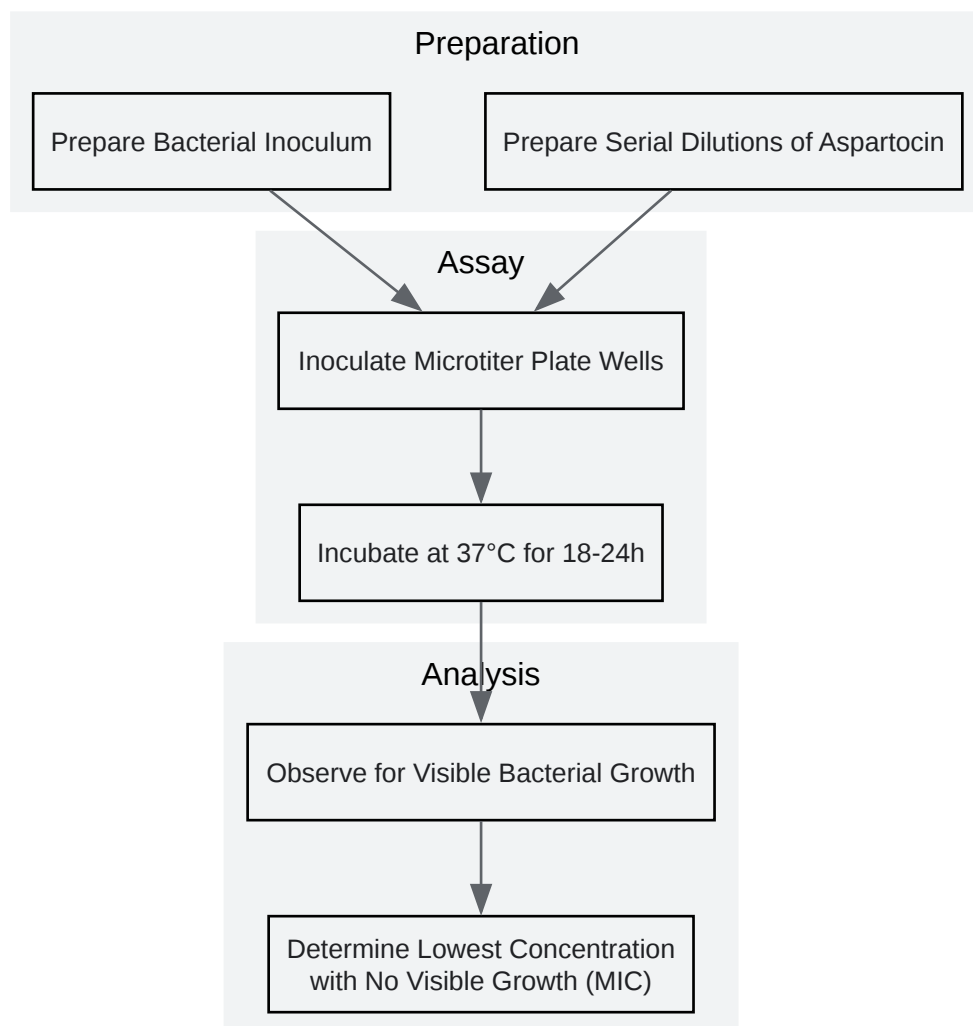 Preparation
Prepare Bacterial Inoculum
Prepare Serial Dilutions of Aspartocin
Assay
Inoculate Microtiter Plate Wells
Incubate at 37°C for 18-24h
Analysis
Observe for Visible Bacterial Growth
Determine Lowest Concentration
with No Visible Growth (MIC)